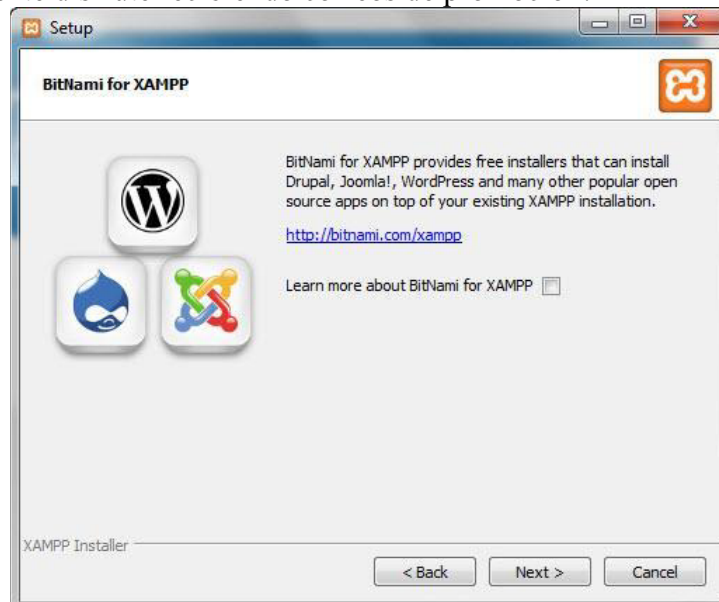 Setup
BitNami for XAMPP
BitNami for XAMPP provides free installers that can install
Drupal, Joomla!, WordPress and many other popular open
source apps on top of your existing XAMPP installation.
http://bitnami.com/xampp
Learn more about BitNami for XAMPP
XAMPP Installer
< Back
Next >
Cancel